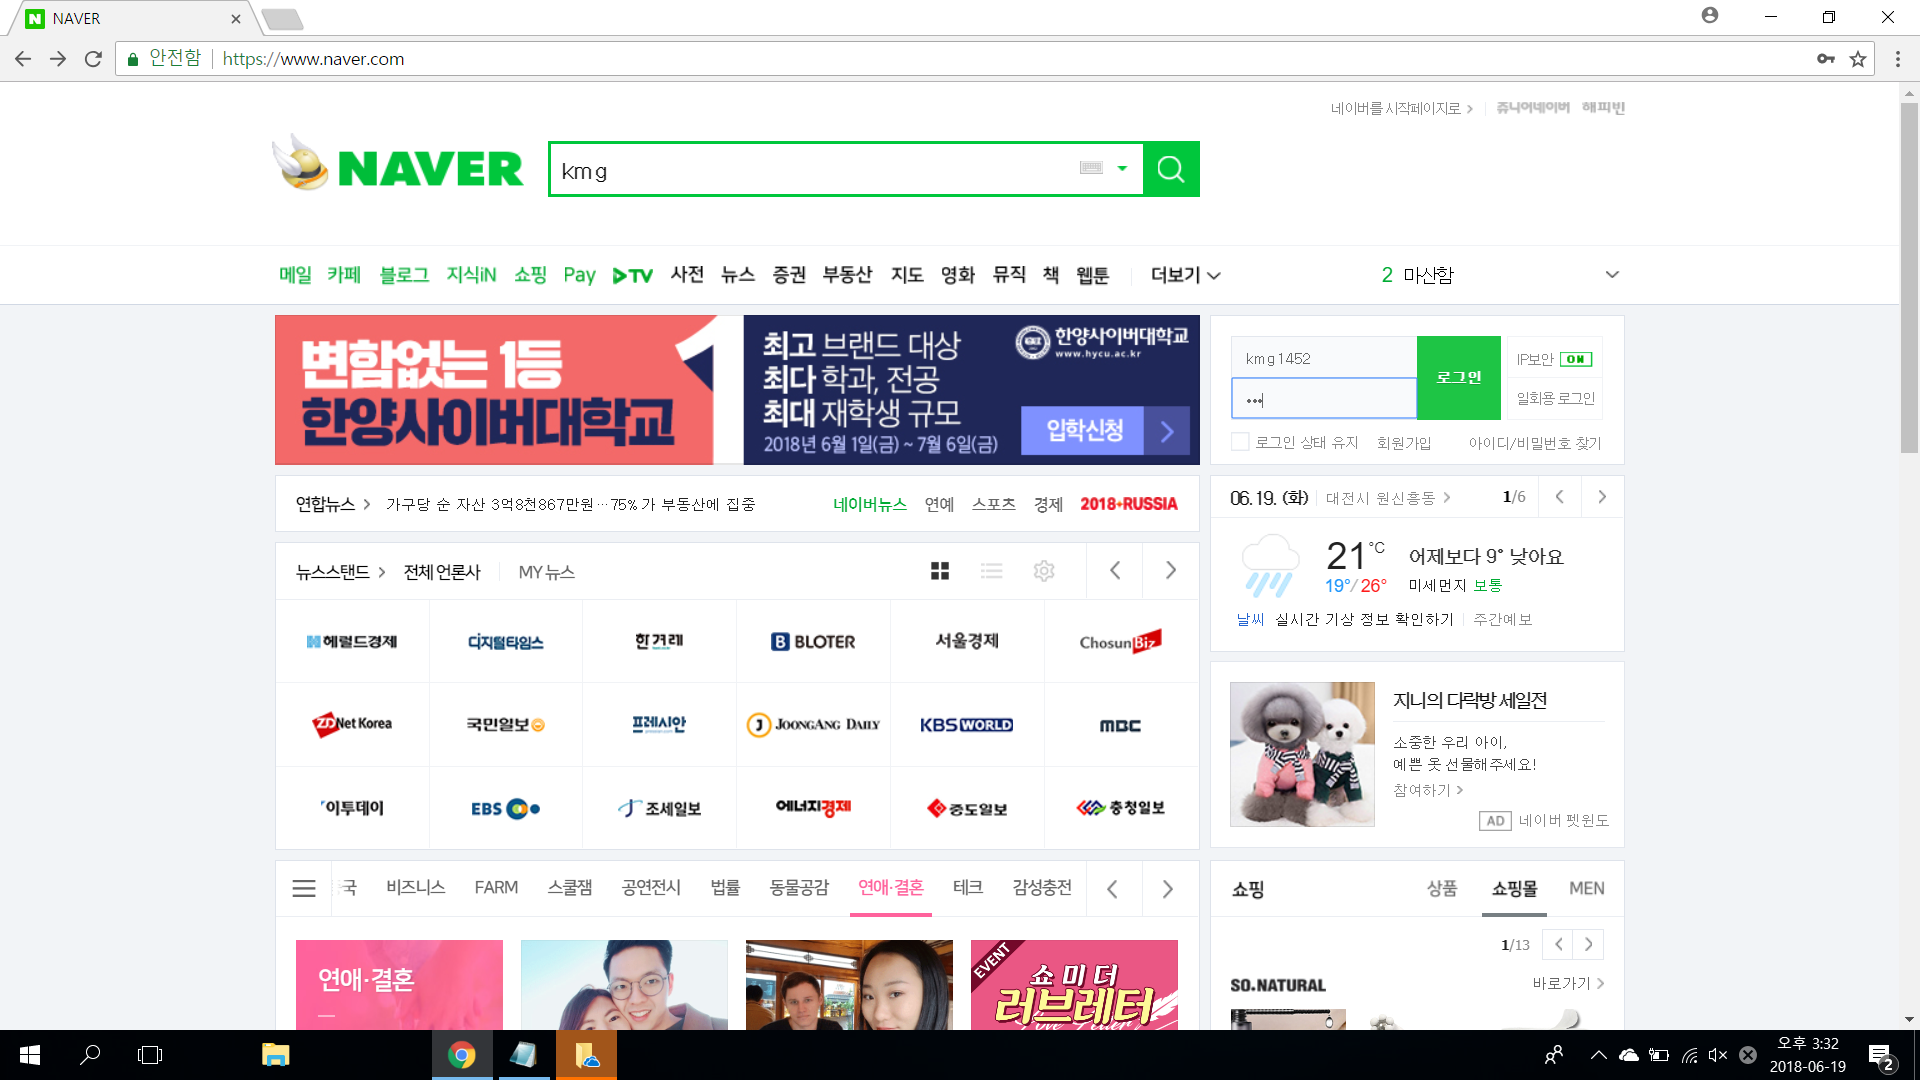 NAVER
안전함
https://www.naver.com
네이버를 시작페이지로
쥬니어네이버 해피빈
NAVER
kmg
메일 카페 블로그 지식iN 쇼핑 Pay TV 사전 뉴스 증권 부동산 지도 영화 뮤직 책 웹툰 더보기
2 마산함
변함없는 1등
한양사이버대학교
1
최고 브랜드 대상
최다 학과, 전공
최대 재학생 규모
2018년 6월 1일(금) ~ 7월 6일(금)
한양사이버대학교
www.hycu.ac.kr
입학신청
kmg1452
•••
로그인
IP보안 ON
일회용 로그인
로그인 상태 유지 회원가입 아이디/비밀번호 찾기
연합뉴스 가구당 순 자산 3억8천867만원…75%가 부동산에 집중
네이버뉴스 연예 스포츠 경제 2018 RUSSIA
06.19. (화) 대전시 원신흥동 1/6
21°C 어제보다 9° 낮아요
19°/26° 미세먼지 보통
날씨 실시간 기상 정보 확인하기 주간예보
뉴스스탠드 전체 언론사 MY 뉴스
헤럴드경제 디지털타임스 한겨레 BLOTER 서울경제 ChosunBiz
ZDNet Korea 국민일보 프레시안 JOONGANG DAILY KBS WORLD MBC
이투데이 EBS 조세일보 에너지경제 중도일보 충청일보
지니의 다락방 세일전
소중한 우리 아이,
예쁜 옷 선물해주세요!
참여하기
AD 네이버 펫윈도
국 비즈니스 FARM 스쿨잼 공연전시 법률 동물공감 연애·결혼 테크 감성충전
연애·결혼
EVENT
쇼미더
러브레터
Love Letter
쇼핑 상품 쇼핑몰 MEN
1/13
SO.NATURAL 바로가기
오후 3:32
2018-06-19
2